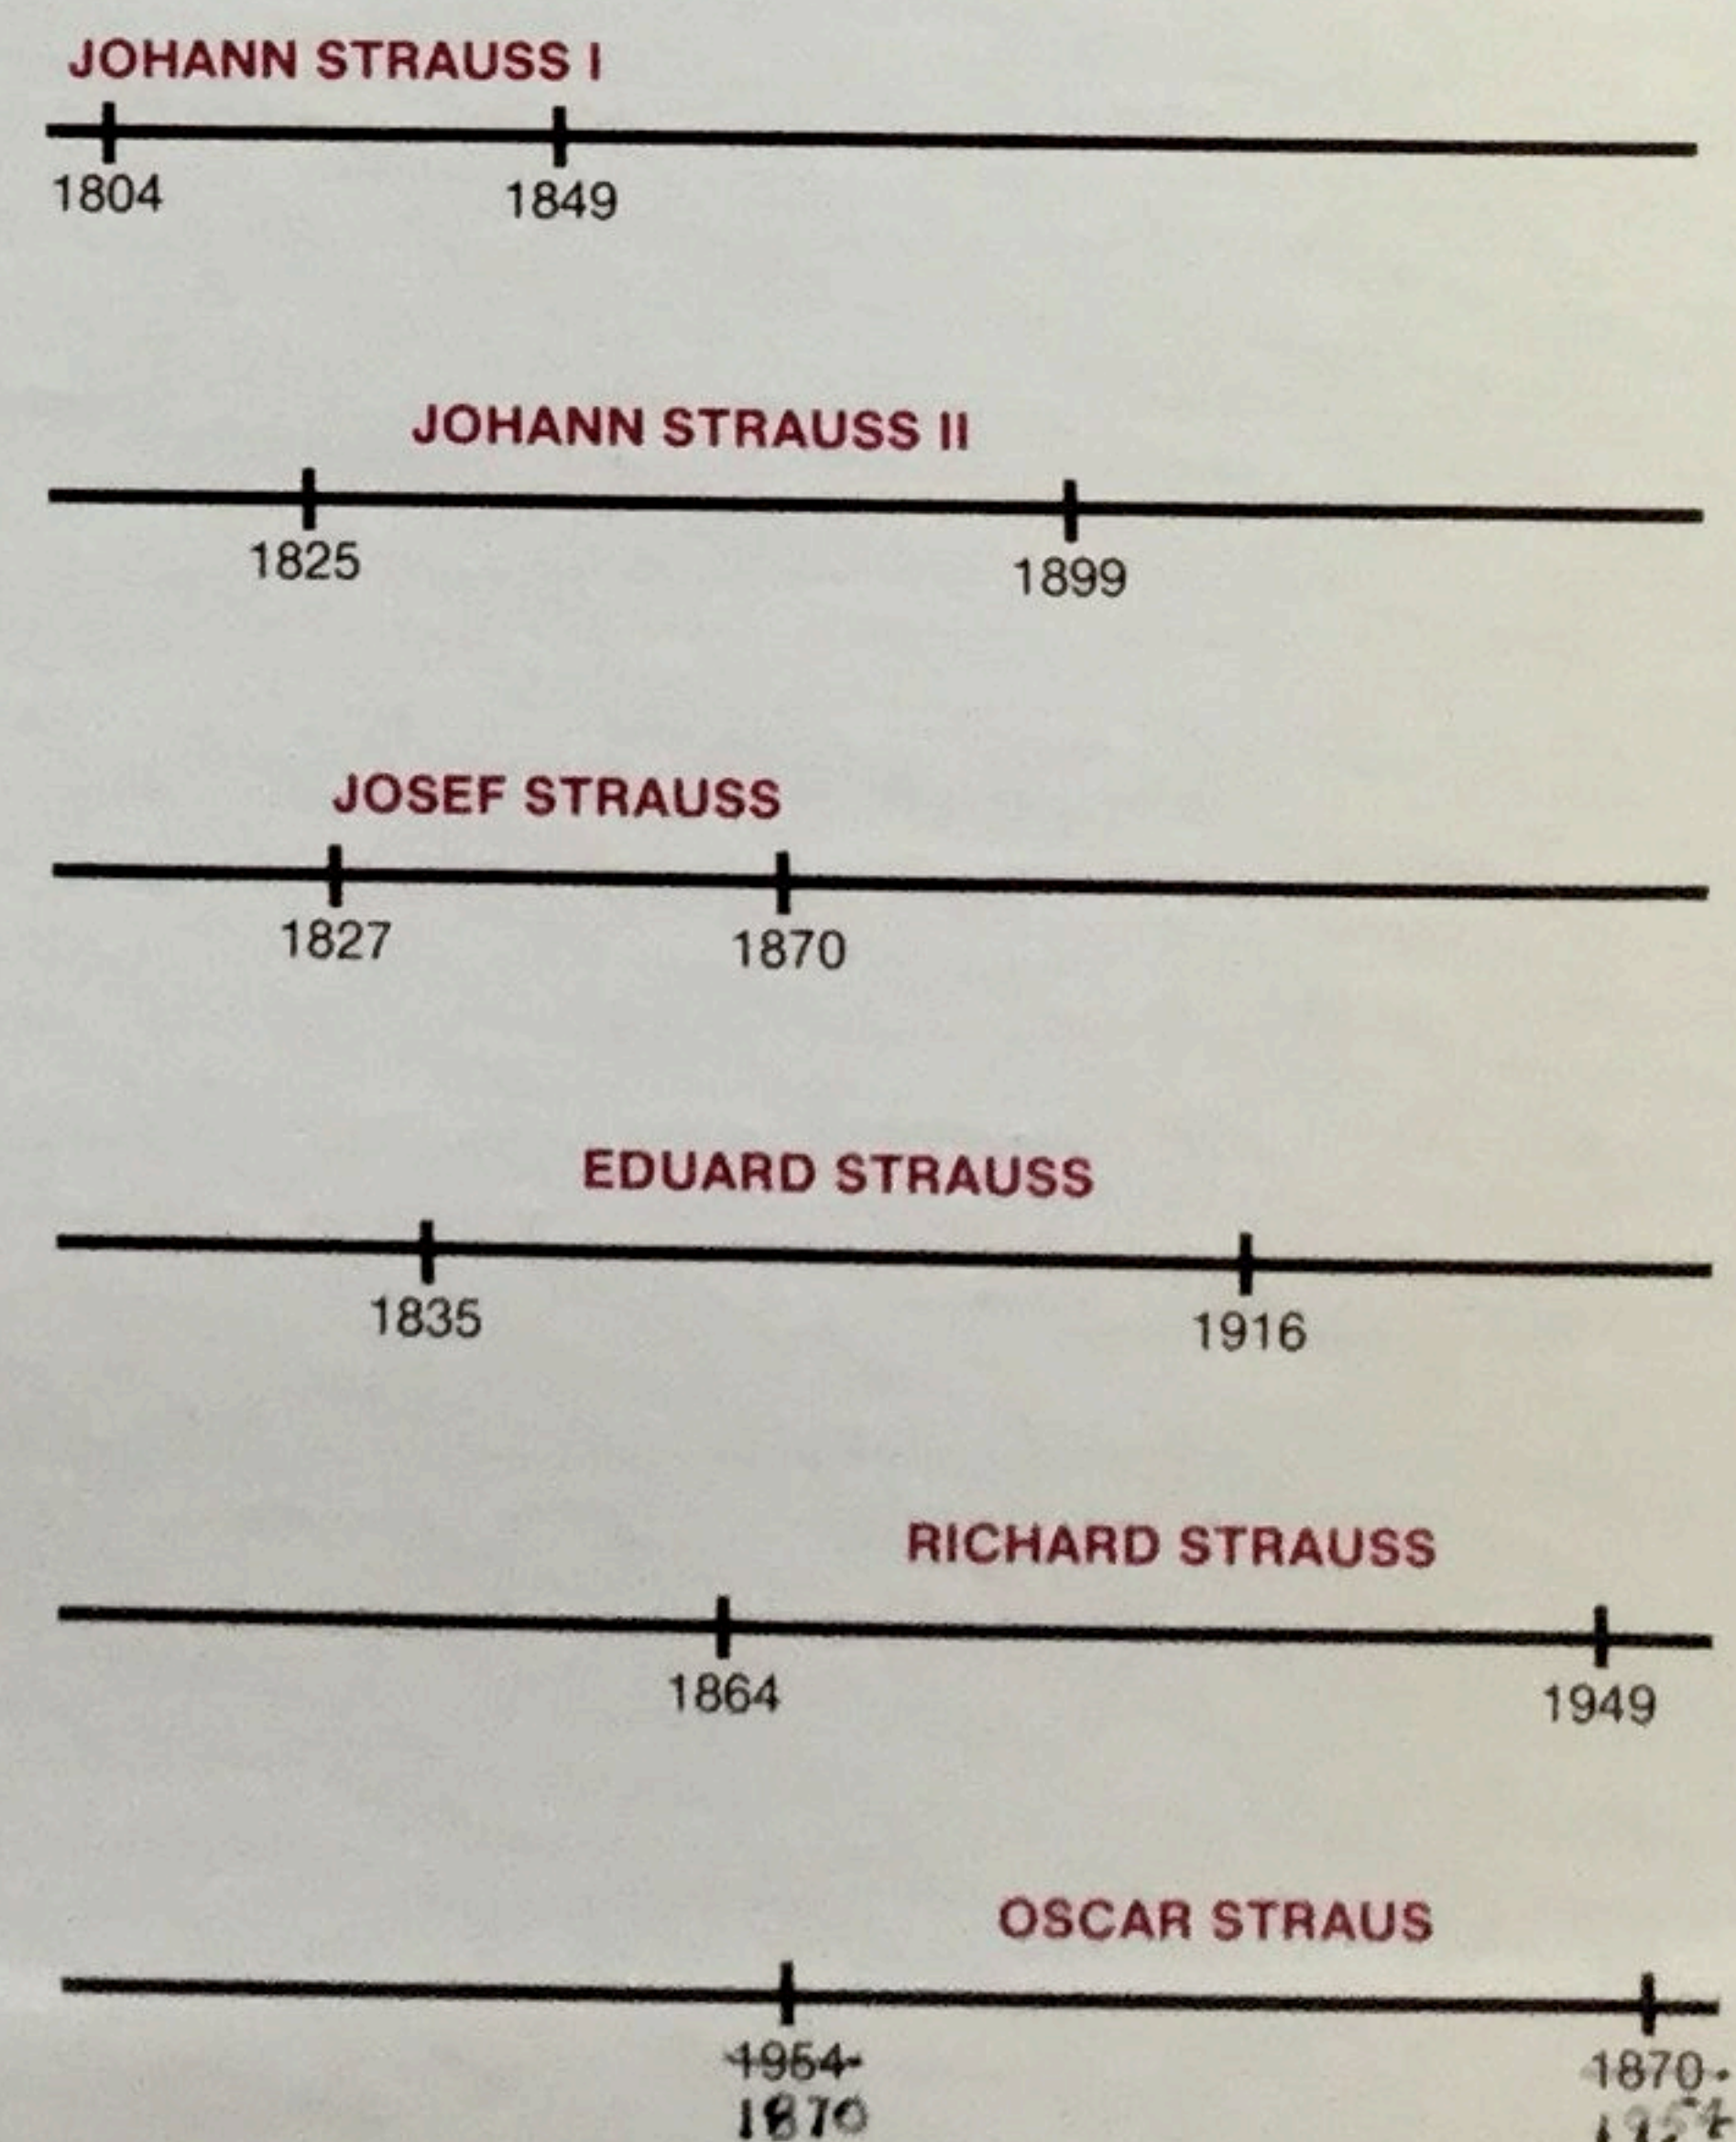 JOHANN STRAUSS I
1804 1849
JOHANN STRAUSS II
1825 1899
JOSEF STRAUSS
1827 1870
EDUARD STRAUSS
1835 1916
RICHARD STRAUSS
1864 1949
OSCAR STRAUS
1954 1870
1870 1954